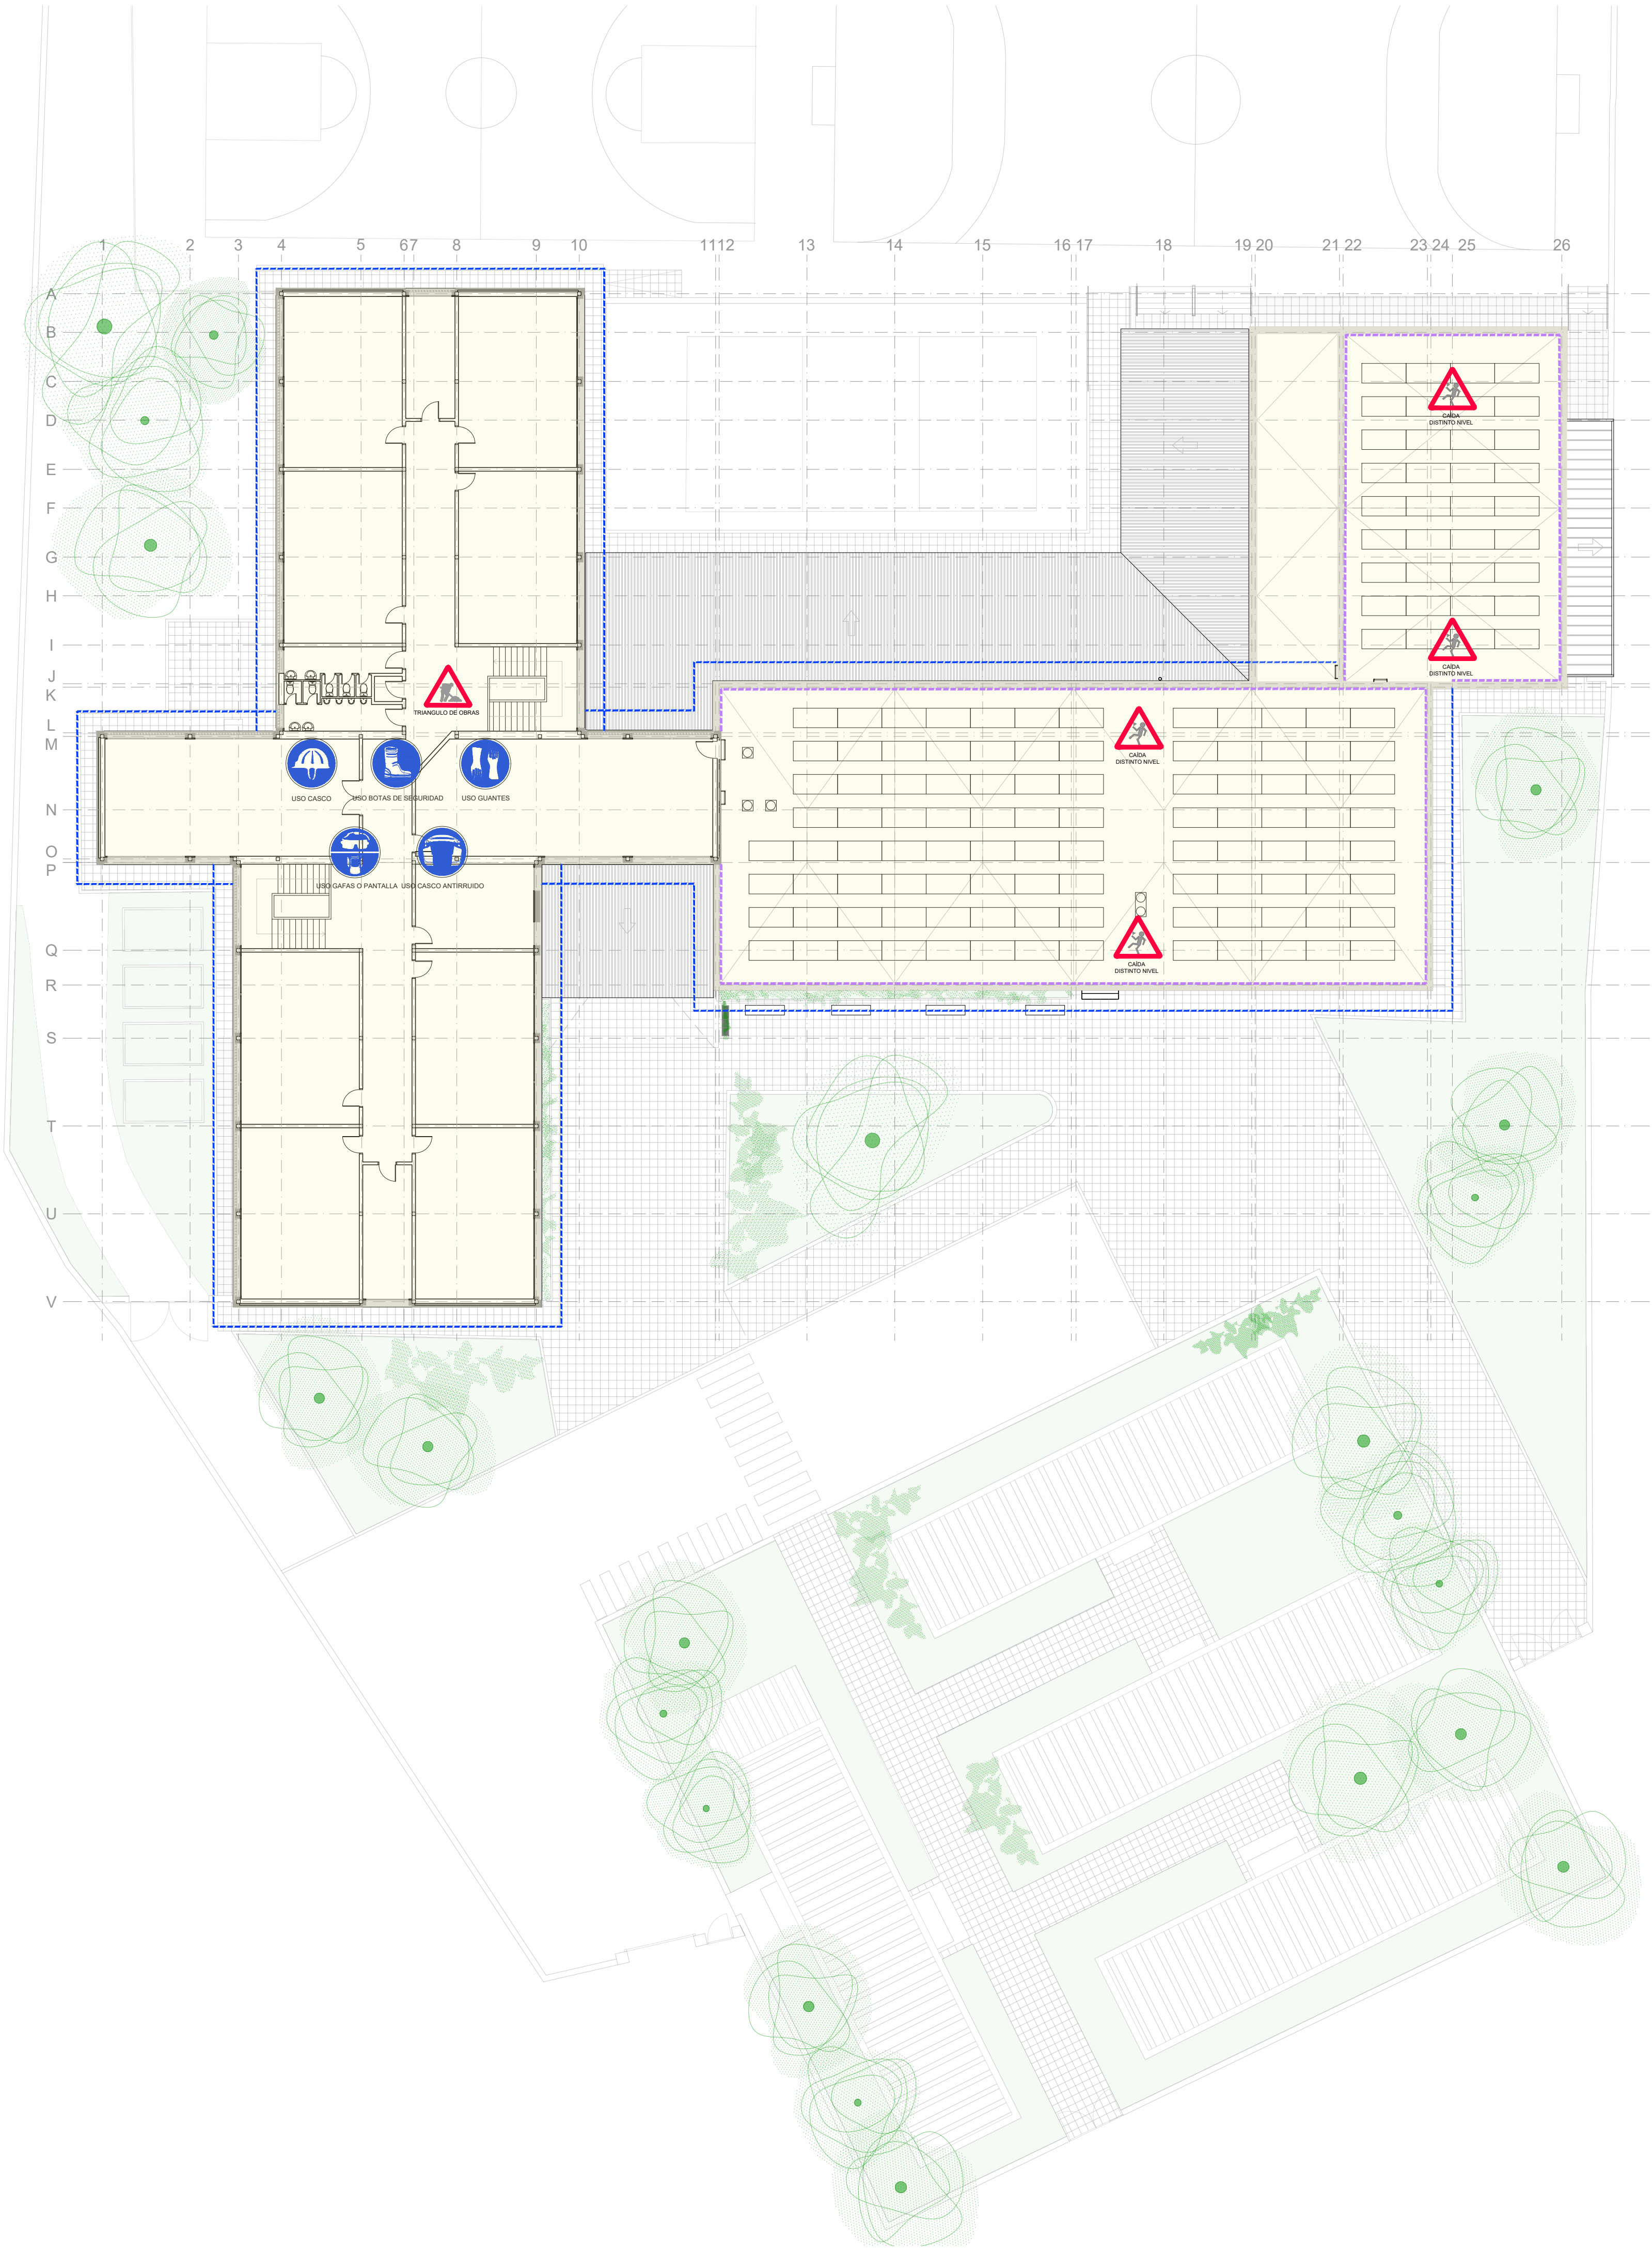 1 2 3 4 5 6 7 8 9 10 11 12 13 14 15 16 17 18 19 20 21 22 23 24 25 26
A
B
C
CAÍDA
DISTINTO NIVEL
D
E
F
G
H
I
CAÍDA
DISTINTO NIVEL
J
K
TRIANGULO DE OBRAS
L
M
CAÍDA
DISTINTO NIVEL
USO CASCO
USO BOTAS DE SEGURIDAD
USO GUANTES
N
O
P
USO GAFAS O PANTALLA
USO CASCO ANTIRRUIDO
Q
CAÍDA
DISTINTO NIVEL
R
S
T
U
V